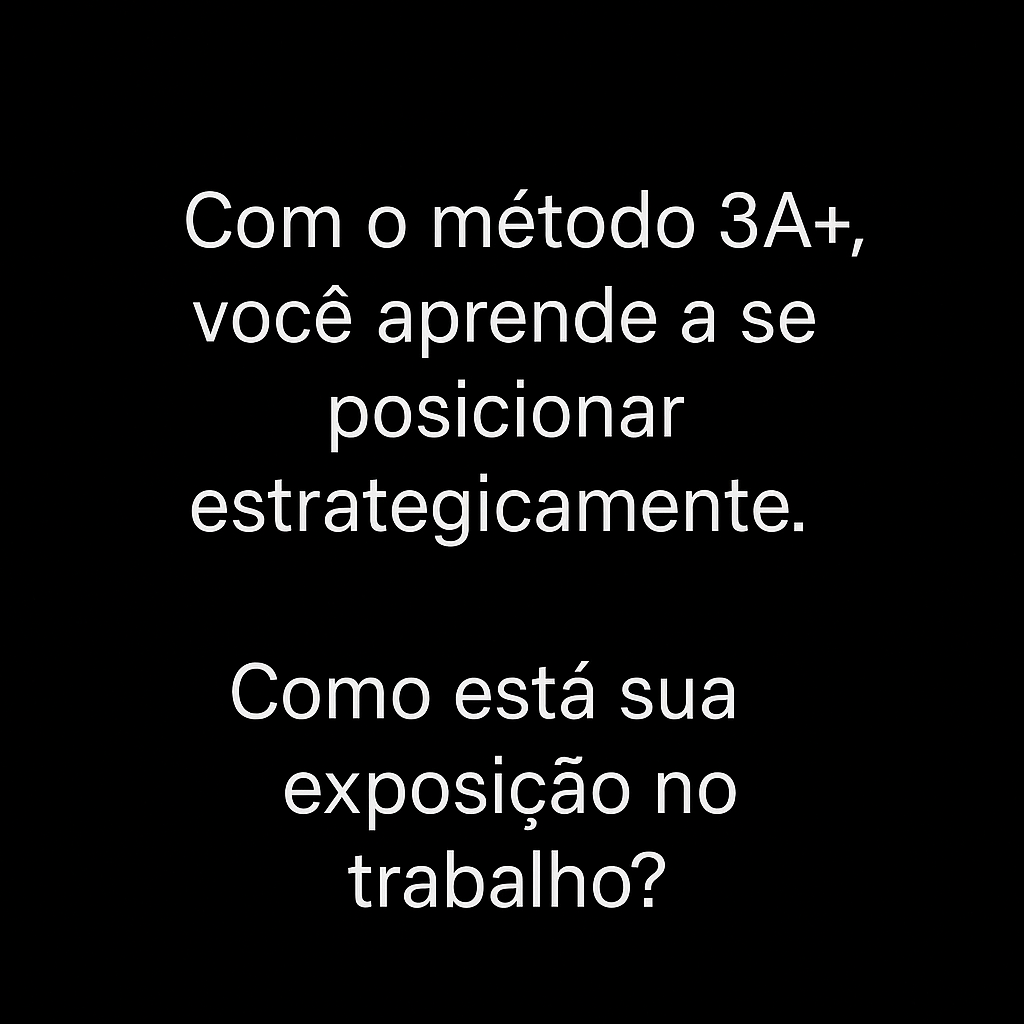 Com o método 3A+,
você aprende a se
posicionar
estrategicamente.
Como está sua
exposição no
trabalho?